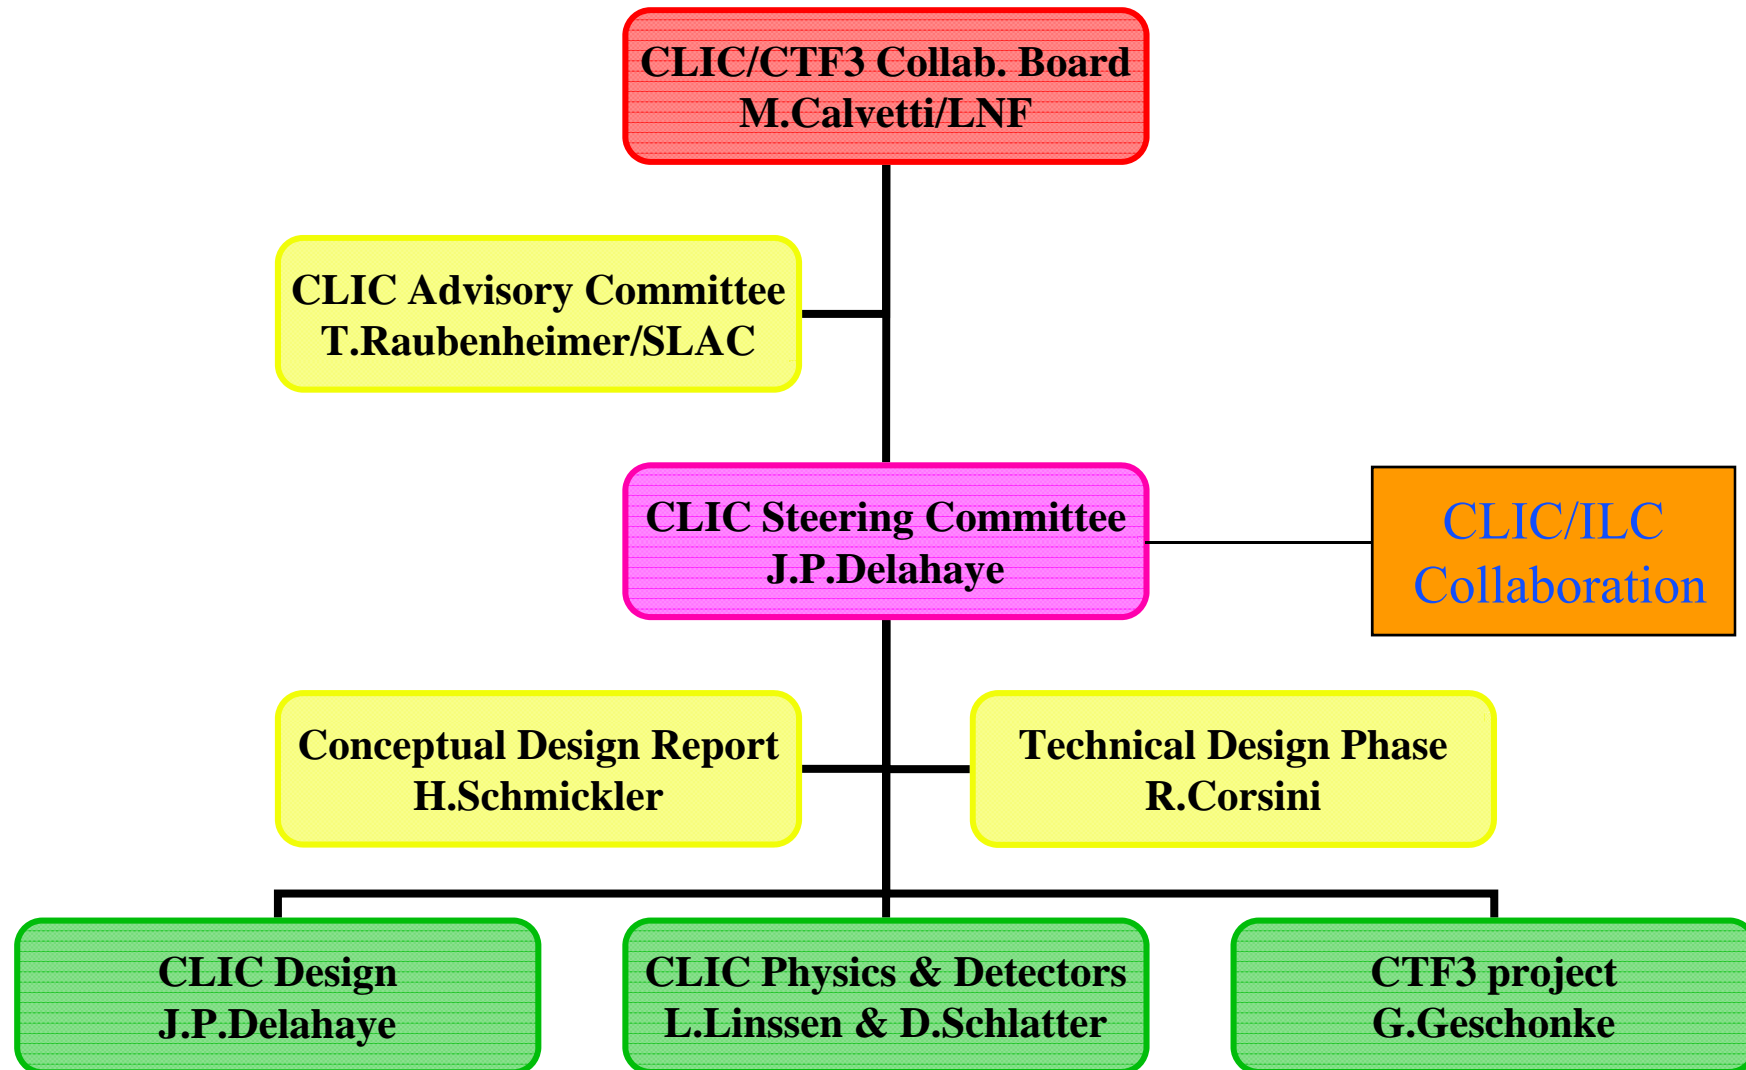 CLIC/CTF3 Collab. Board
M.Calvetti/LNF
CLIC Advisory Committee
T.Raubenheimer/SLAC
CLIC Steering Committee
J.P.Delahaye
CLIC/ILC
Collaboration
Conceptual Design Report
H.Schmickler
Technical Design Phase
R.Corsini
CLIC Design
J.P.Delahaye
CLIC Physics & Detectors
L.Linssen & D.Schlatter
CTF3 project
G.Geschonke